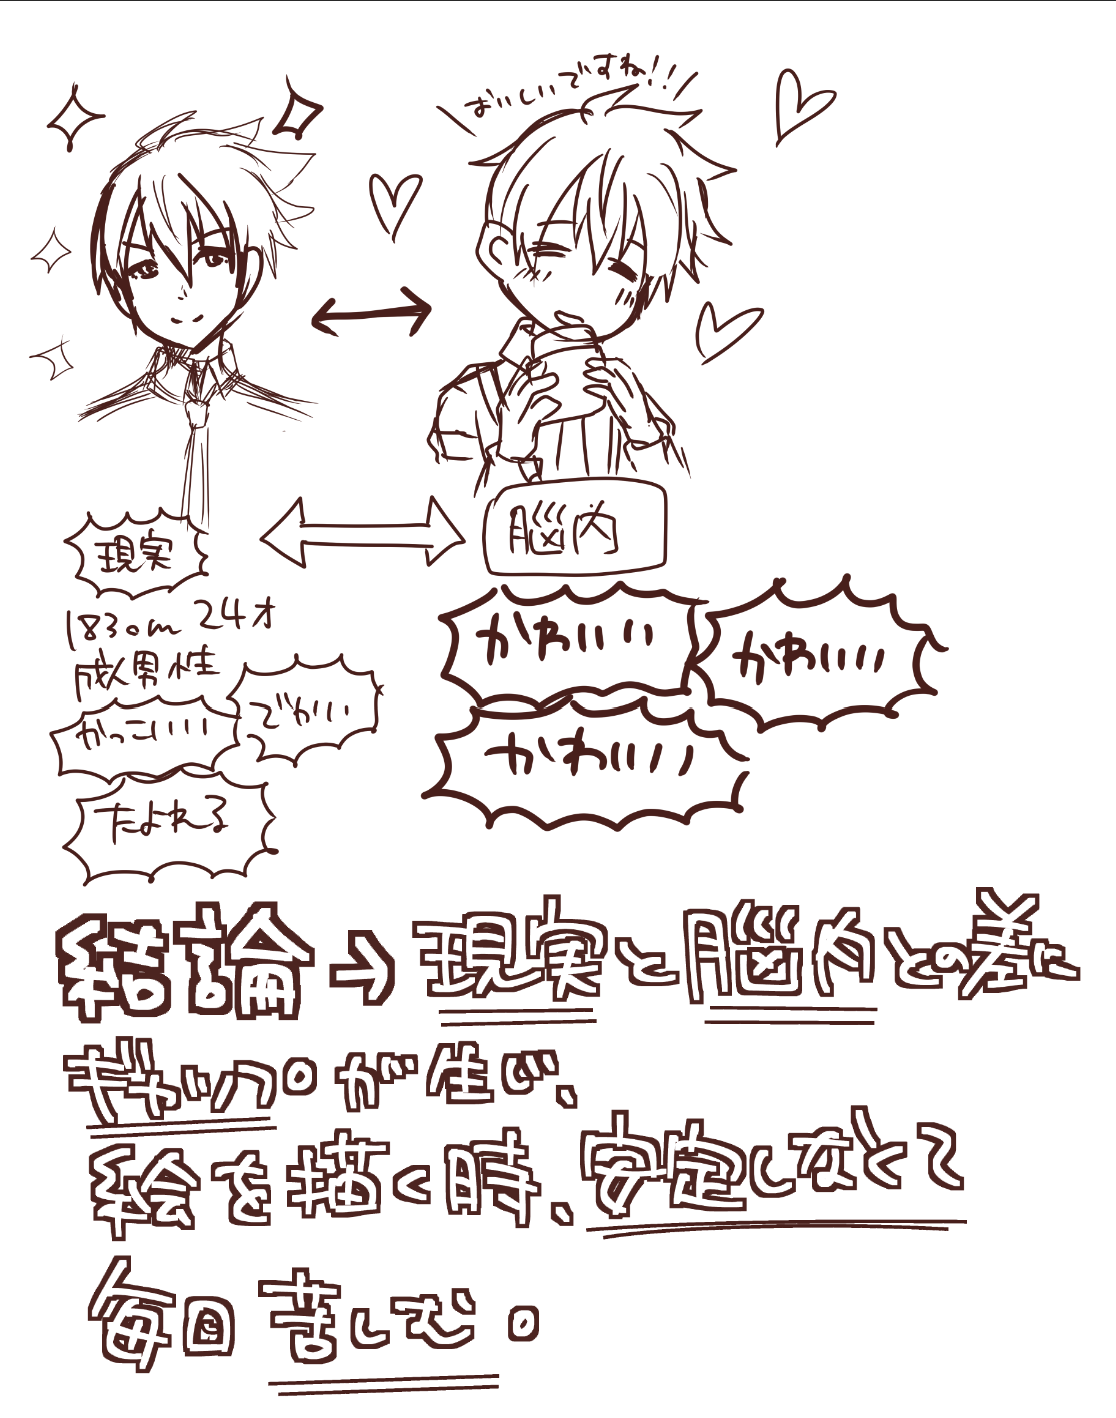 おいしいですね!!
現実
脳内
183cm 24才
成人男性
でかい
かっこいい
たよれる
かわいい
かわいい
かわいい
結論→現実と脳内との差に
ギャップが生じ、
絵を描く時、安定しなくて
毎日苦しむ。